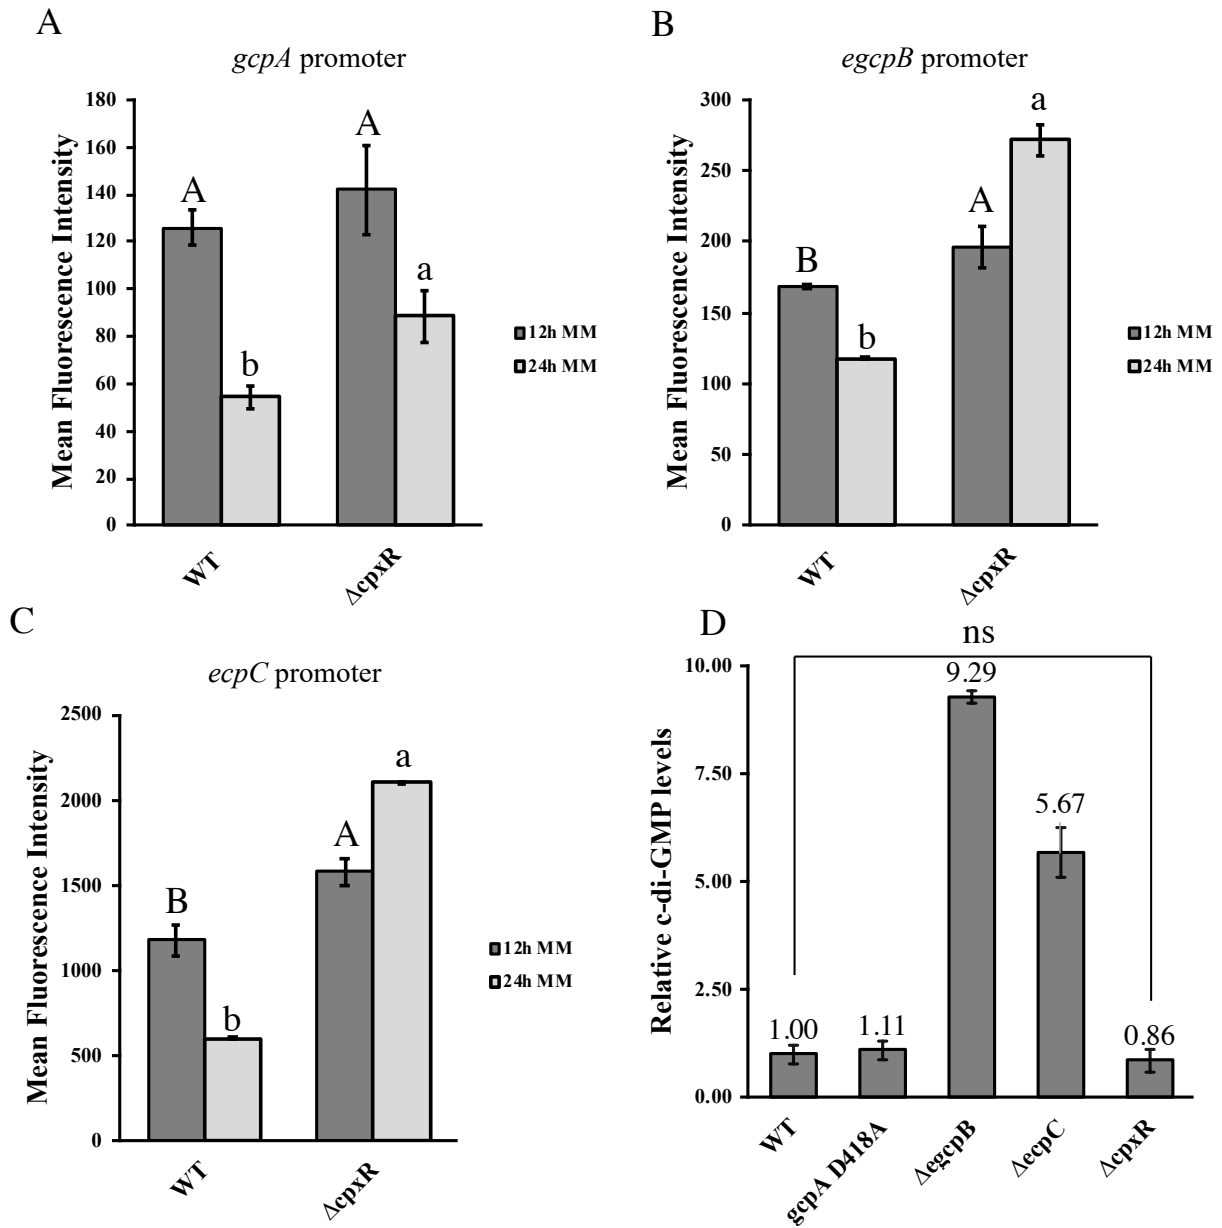 A
gcpA promoter
Mean Fluorescence Intensity
180
160
140
120
100
80
60
40
20
0
A
b
A
a
WT
ΔcpxR
12h MM
24h MM
B
egcpB promoter
Mean Fluorescence Intensity
300
250
200
150
100
50
0
B
b
A
a
WT
ΔcpxR
12h MM
24h MM
C
ecpC promoter
Mean Fluorescence Intensity
2500
2000
1500
1000
500
0
B
b
A
a
WT
ΔcpxR
12h MM
24h MM
D
ns
Relative c-di-GMP levels
10.00
7.50
5.00
2.50
0.00
1.00
1.11
9.29
5.67
0.86
WT
gcpA D418A
ΔegcpB
ΔecpC
ΔcpxR